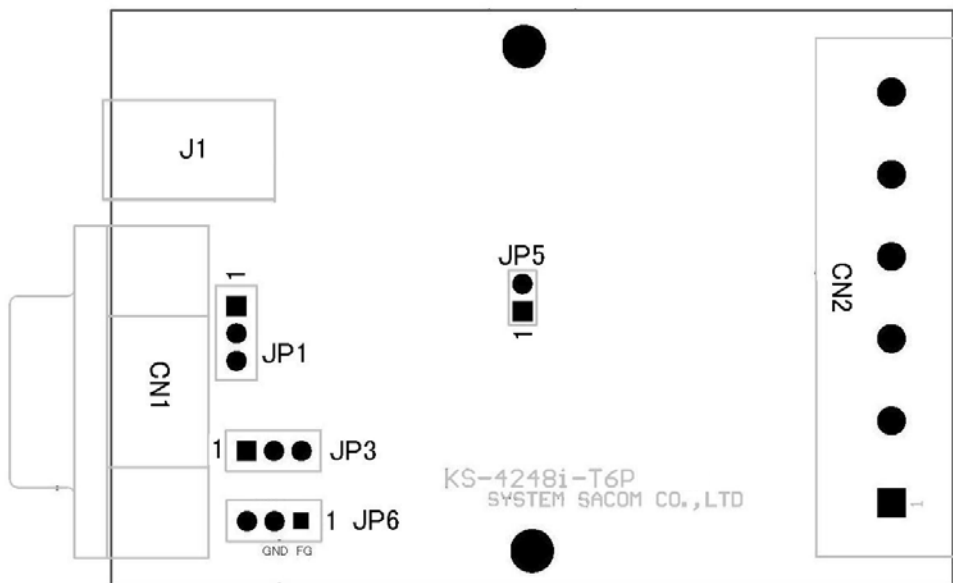 J1
JP5
1
1
CN2
JP1
CN1
1
JP3
KS-4248i-T6P
SYSTEM SACOM CO.,LTD
1
1
JP6
GND FG